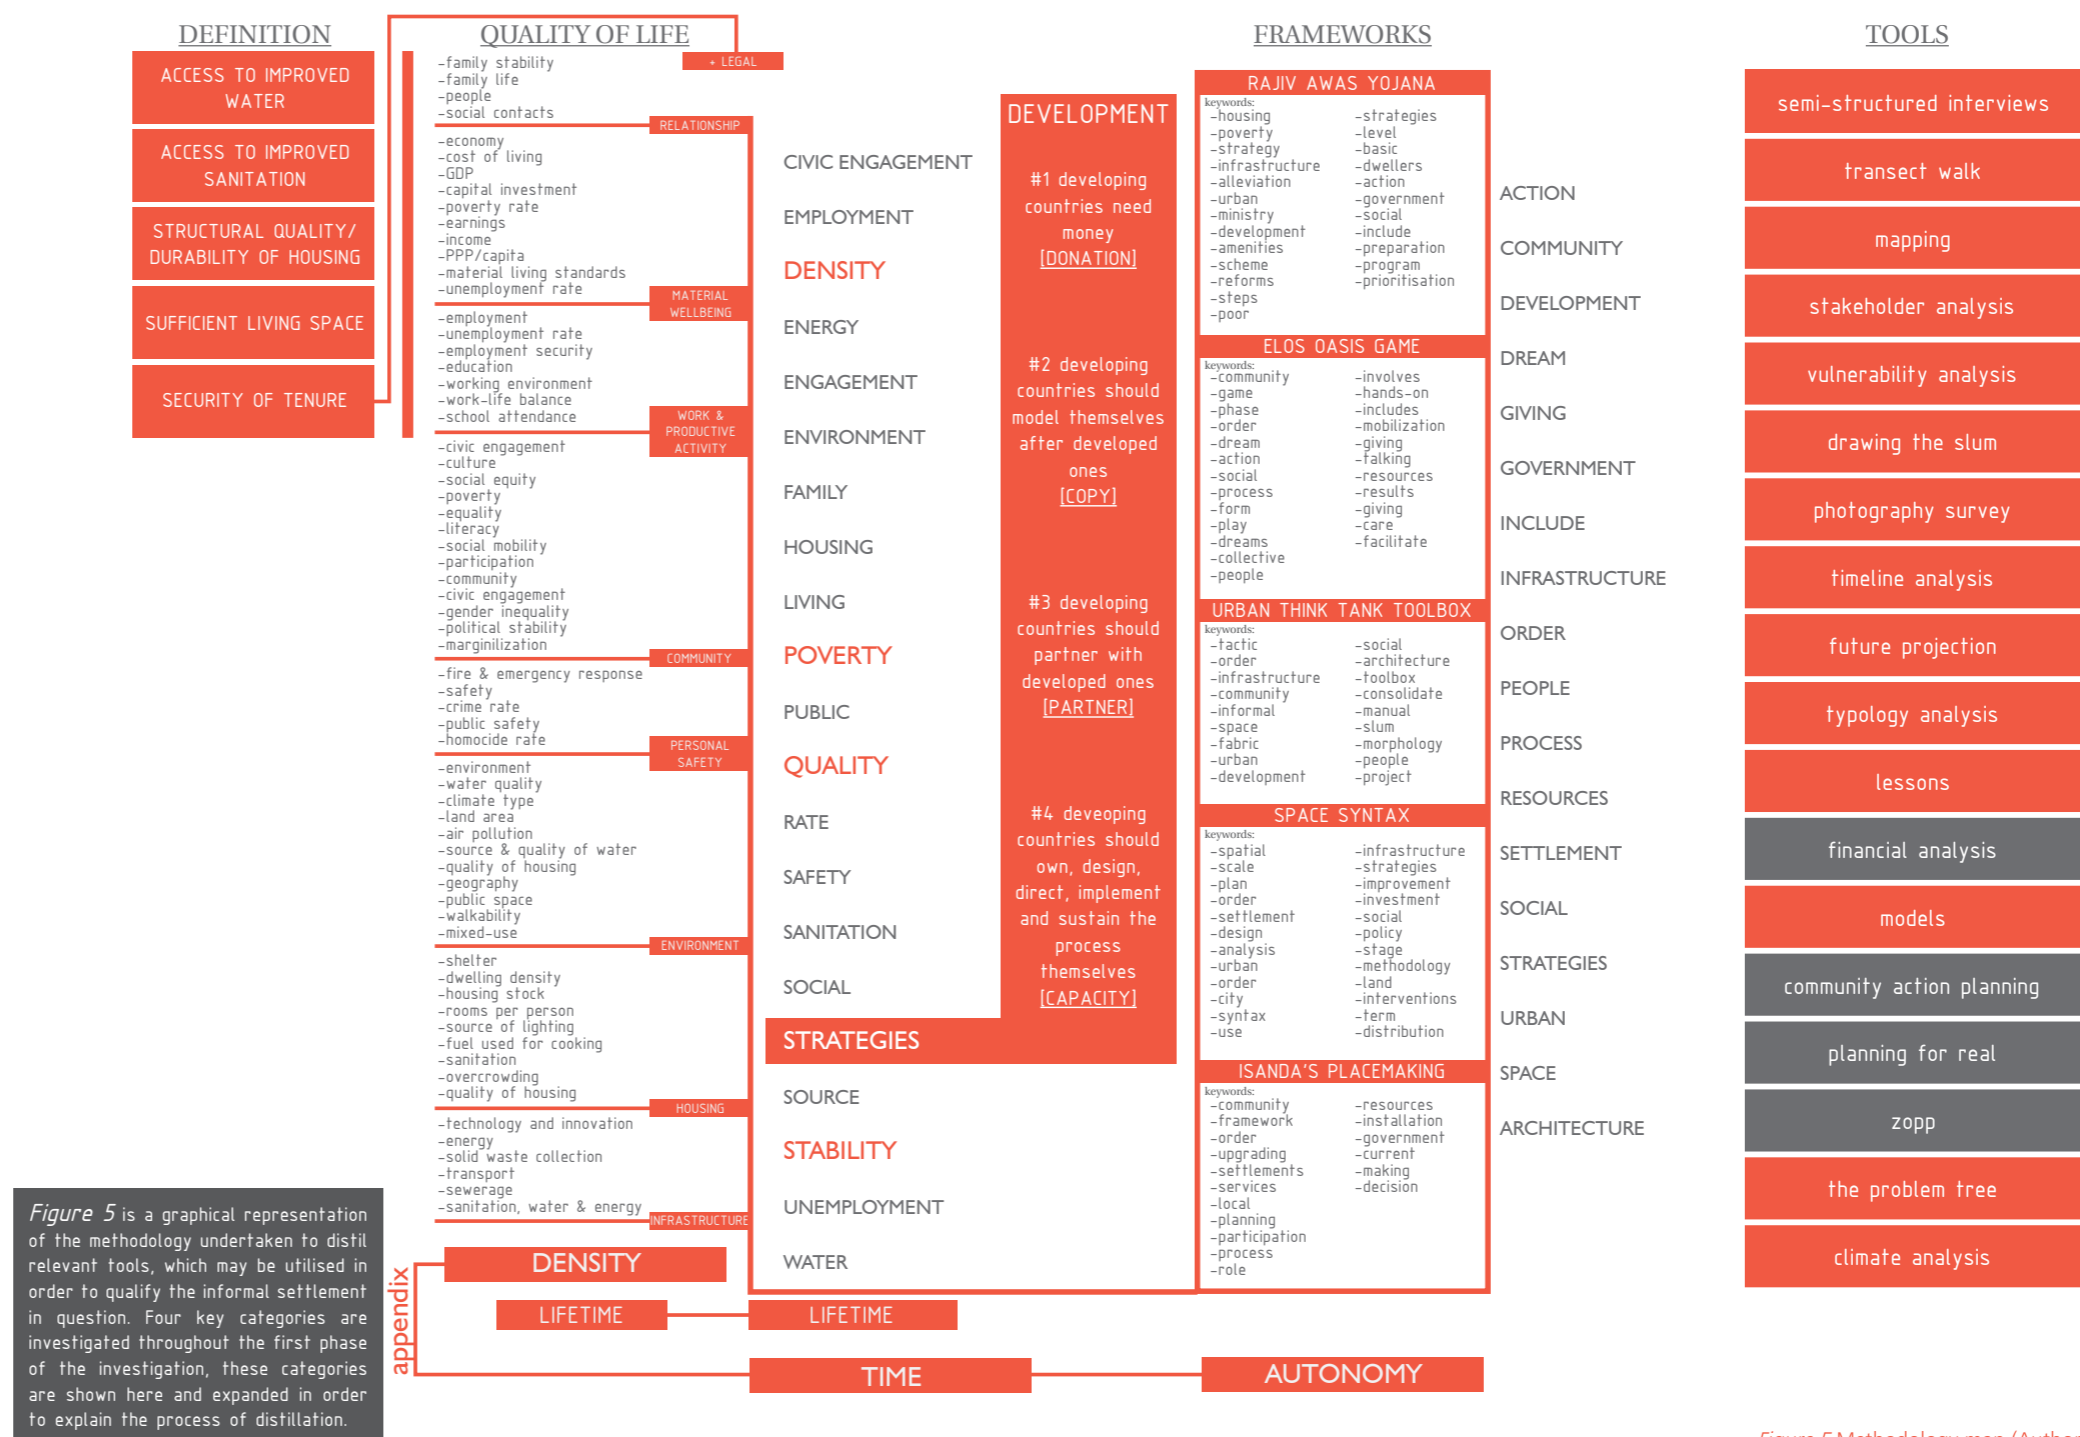 DEFINITION
ACCESS TO IMPROVED
WATER
ACCESS TO IMPROVED
SANITATION
STRUCTURAL QUALITY/
DURABILITY OF HOUSING
SUFFICIENT LIVING SPACE
SECURITY OF TENURE
QUALITY OF LIFE
+ LEGAL
-family stability
-family life
-people
-social contacts
RELATIONSHIP
-economy
-cost of living
-GDP
-capital investment
-poverty rate
-earnings
-income
-PPP/capita
-material living standards
-unemployment rate
MATERIAL
WELLBEING
-employment
-unemployment rate
-employment security
-education
-working environment
-work-life balance
-school attendance
WORK &
PRODUCTIVE
ACTIVITY
-civic engagement
-culture
-social equity
-poverty
-equality
-literacy
-social mobility
-participation
-community
-civic engagement
-gender inequality
-political stability
-marginilization
COMMUNITY
-fire & emergency response
-safety
-crime rate
-public safety
-homocide rate
PERSONAL
SAFETY
-environment
-water quality
-climate type
-land area
-air pollution
-source & quality of water
-quality of housing
-geography
-public space
-walkability
-mixed-use
ENVIRONMENT
-shelter
-dwelling density
-housing stock
-rooms per person
-source of lighting
-fuel used for cooking
-sanitation
-overcrowding
-quality of housing
HOUSING
-technology and innovation
-energy
-solid waste collection
-transport
-sewerage
-sanitation, water & energy
INFRASTRUCTURE
CIVIC ENGAGEMENT
EMPLOYMENT
DENSITY
ENERGY
ENGAGEMENT
ENVIRONMENT
FAMILY
HOUSING
LIVING
POVERTY
PUBLIC
QUALITY
RATE
SAFETY
SANITATION
SOCIAL
STRATEGIES
SOURCE
STABILITY
UNEMPLOYMENT
WATER
DEVELOPMENT
#1 developing
countries need
money
[DONATION]
#2 developing
countries should
model themselves
after developed
ones
[COPY]
#3 developing
countries should
partner with
developed ones
[PARTNER]
#4 deveoping
countries should
own, design,
direct, implement
and sustain the
process
themselves
[CAPACITY]
FRAMEWORKS
RAJIV AWAS YOJANA
keywords:
-housing
-poverty
-strategy
-infrastructure
-alleviation
-urban
-ministry
-development
-amenities
-scheme
-reforms
-steps
-poor
-strategies
-level
-basic
-dwellers
-action
-government
-social
-include
-preparation
-program
-prioritisation
ELOS OASIS GAME
keywords:
-community
-game
-phase
-order
-dream
-action
-social
-process
-form
-play
-dreams
-collective
-people
-involves
-hands-on
-includes
-mobilization
-giving
-talking
-resources
-results
-giving
-care
-facilitate
URBAN THINK TANK TOOLBOX
keywords:
-tactic
-order
-infrastructure
-community
-informal
-space
-fabric
-urban
-development
-social
-architecture
-toolbox
-consolidate
-manual
-slum
-morphology
-people
-project
SPACE SYNTAX
keywords:
-spatial
-scale
-plan
-order
-settlement
-design
-analysis
-urban
-order
-city
-syntax
-use
-infrastructure
-strategies
-improvement
-investment
-social
-policy
-stage
-methodology
-land
-interventions
-term
-distribution
ISANDA'S PLACEMAKING
keywords:
-community
-framework
-order
-upgrading
-settlements
-services
-local
-planning
-participation
-process
-role
-resources
-installation
-government
-current
-making
-decision
ACTION
COMMUNITY
DEVELOPMENT
DREAM
GIVING
GOVERNMENT
INCLUDE
INFRASTRUCTURE
ORDER
PEOPLE
PROCESS
RESOURCES
SETTLEMENT
SOCIAL
STRATEGIES
URBAN
SPACE
ARCHITECTURE
TOOLS
semi-structured interviews
transect walk
mapping
stakeholder analysis
vulnerability analysis
drawing the slum
photography survey
timeline analysis
future projection
typology analysis
lessons
financial analysis
models
community action planning
planning for real
zopp
the problem tree
climate analysis
Figure 5 is a graphical representation
of the methodology undertaken to distil
relevant tools, which may be utilised in
order to qualify the informal settlement
in question. Four key categories are
investigated throughout the first phase
of the investigation, these categories
are shown here and expanded in order
to explain the process of distillation.
appendix
DENSITY
LIFETIME
LIFETIME
TIME
AUTONOMY
Figure 5 Methodology map (Author